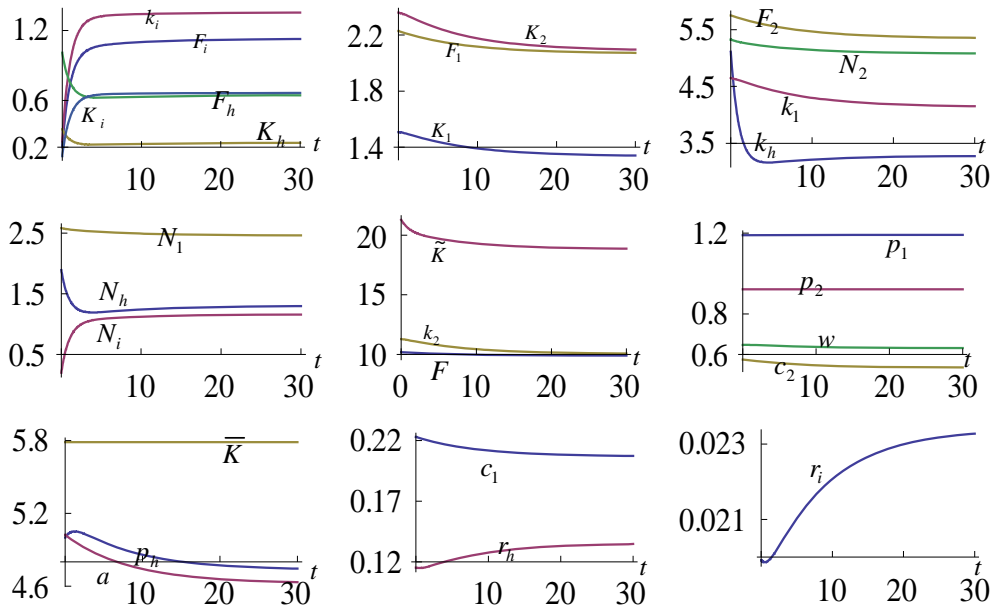 1.2
k_i
F_i
0.6
K_i
F_h
0.2
K_h
t
10 20 30
2.2
K_2
F_1
1.8
1.4
K_1
t
10 20 30
5.5
F_2
N_2
4.5
k_1
3.5
k_h
t
10 20 30
2.5
N_1
1.5
N_h
N_i
0.5
t
10 20 30
20
K̃
15
k_2
10
F
t
0 10 20 30
1.2
p_1
p_2
0.8
w
0.6
c_2
t
10 20 30
5.8
K̅
5.2
p_h
4.6
a
t
10 20 30
0.22
c_1
0.17
0.12
r_h
t
10 20 30
0.023
r_i
0.021
t
10 20 30